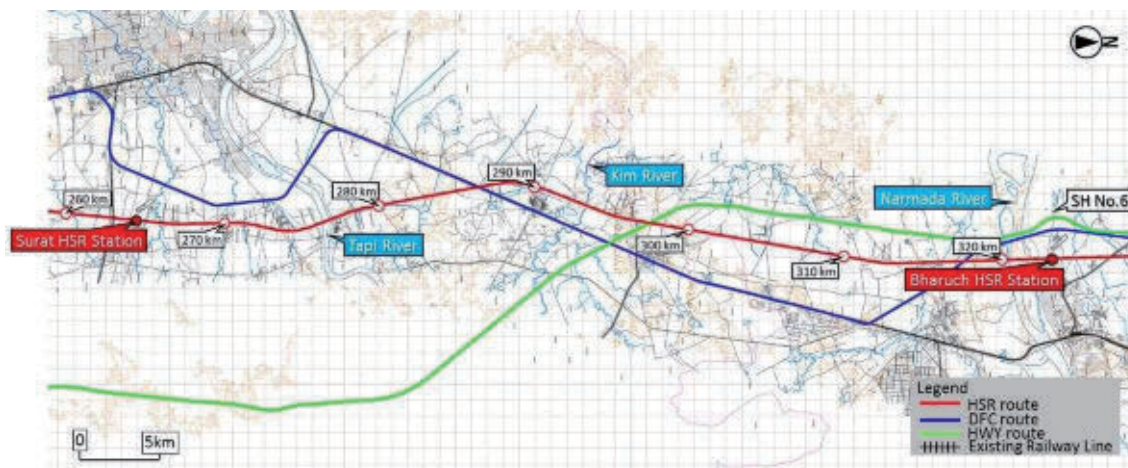 N
290 km
Kim River
280 km
Narmada River
SH No.6
260 km
Surat HSR Station
270 km
Tapi River
300 km
310 km
320 km
Bharuch HSR Station
Legend
HSR route
DFC route
HWY route
Existing Railway Line
0 5km